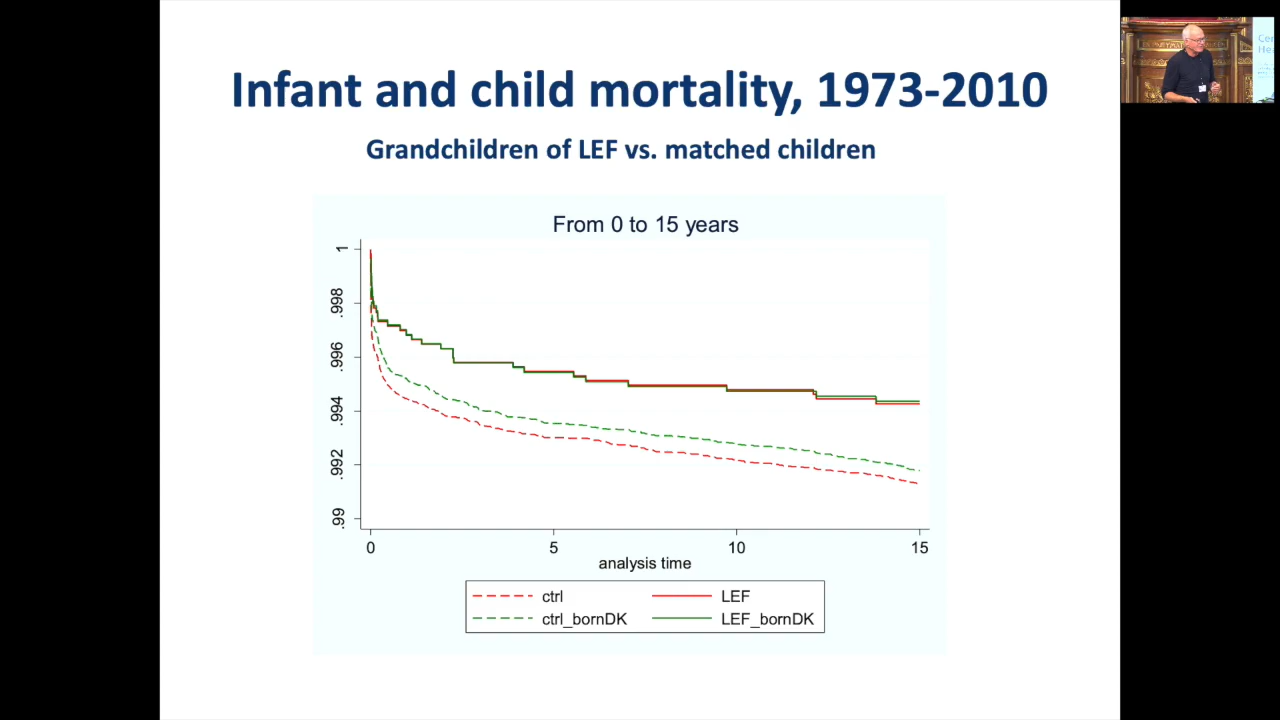 Infant and child mortality, 1973-2010
Grandchildren of LEF vs. matched children
From 0 to 15 years
1
.998
.996
.994
.992
.99
0 5 10 15
analysis time
ctrl LEF
ctrl_bornDK LEF_bornDK